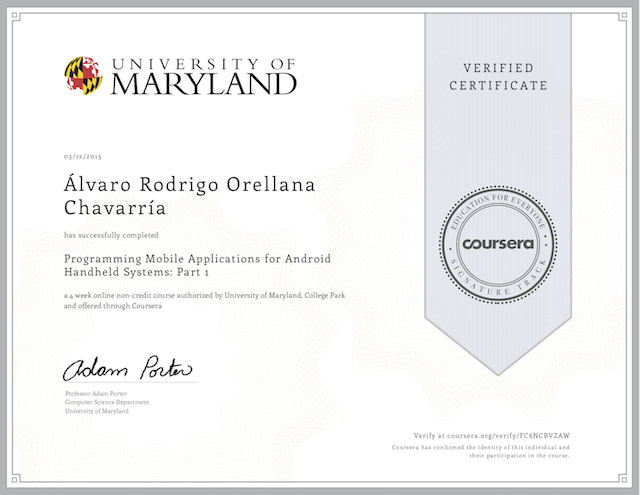 UNIVERSITY OF
MARYLAND
VERIFIED
CERTIFICATE
03/12/2015
Álvaro Rodrigo Orellana
Chavarría
has successfully completed
Programming Mobile Applications for Android
Handheld Systems: Part 1
a 4 week online non-credit course authorized by University of Maryland, College Park
and offered through Coursera
EDUCATION FOR EVERYONE
coursera
SIGNATURE TRACK
Adam Porter
Professor Adam Porter
Computer Science Department
University of Maryland
Verify at coursera.org/verify/FC6NCBVZAW
Coursera has confirmed the identity of this individual and
their participation in the course.